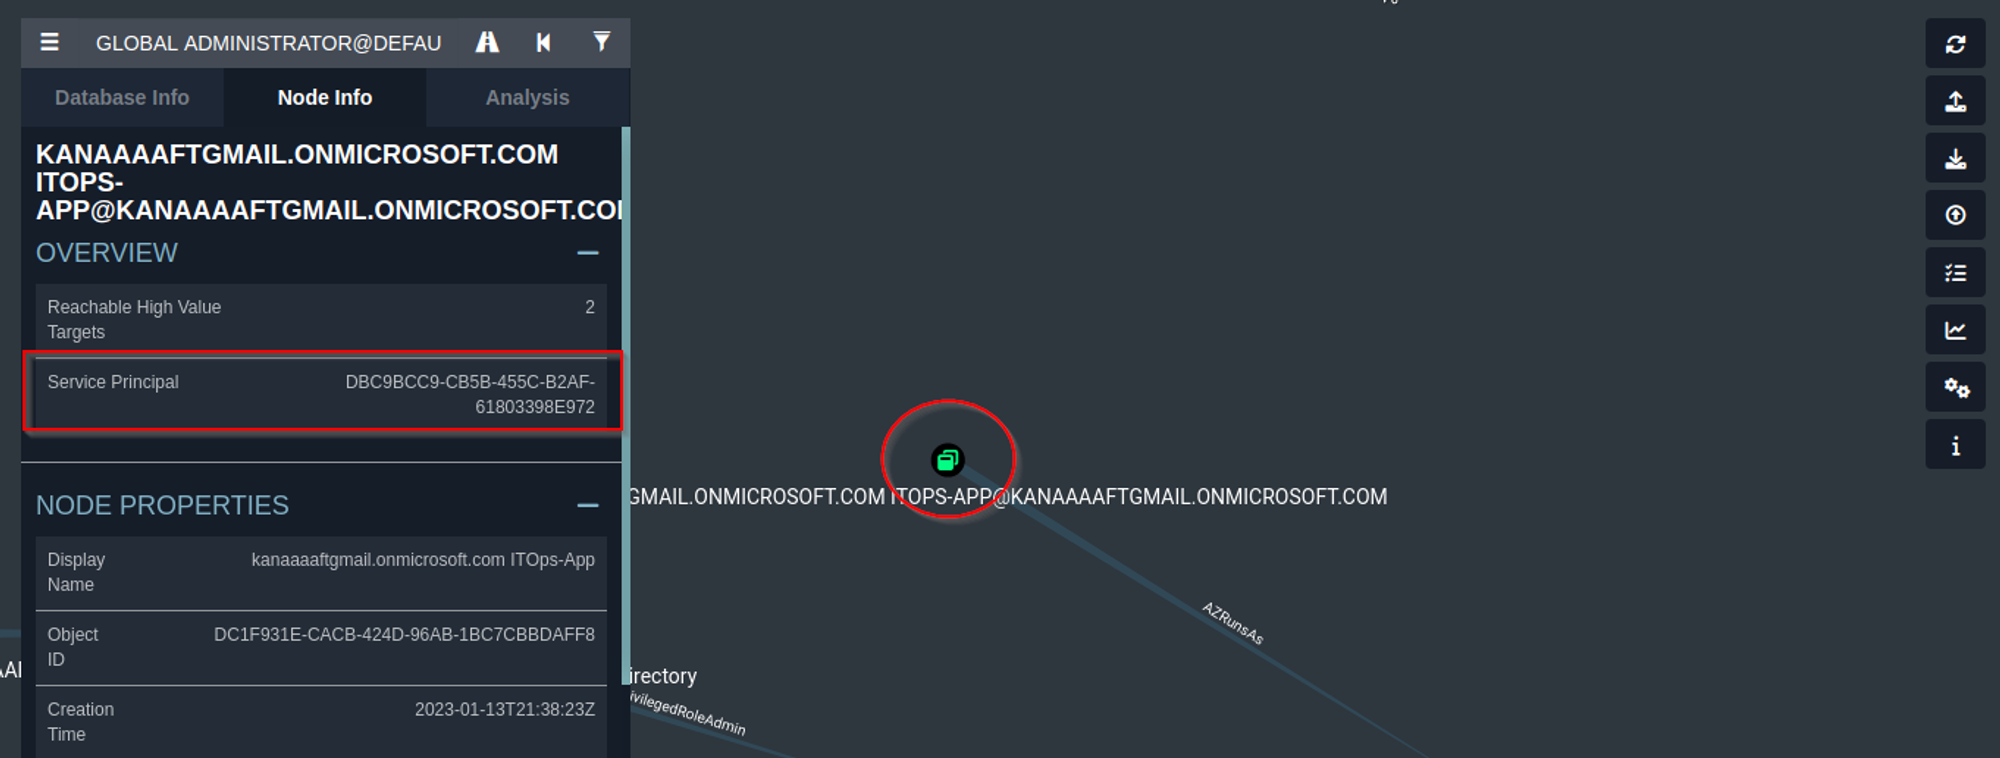 GLOBAL ADMINISTRATOR@DEFAU
Database Info
Node Info
Analysis
KANAAAAFTGMAIL.ONMICROSOFT.COM
ITOPS-
APP@KANAAAAFTGMAIL.ONMICROSOFT.CO
OVERVIEW
Reachable High Value
Targets
2
Service Principal
DBC9BCC9-CB5B-455C-B2AF-
61803398E972
NODE PROPERTIES
Display
Name
kanaaaaftgmail.onmicrosoft.com ITOps-App
Object
ID
DC1F931E-CACB-424D-96AB-1BC7CBBDAFF8
Creation
Time
2023-01-13T21:38:23Z
GMAIL.ONMICROSOFT.COM ITOPS-APP@KANAAAAFTGMAIL.ONMICROSOFT.COM
AZRunsAs
irectory
ivilegedRoleAdmin